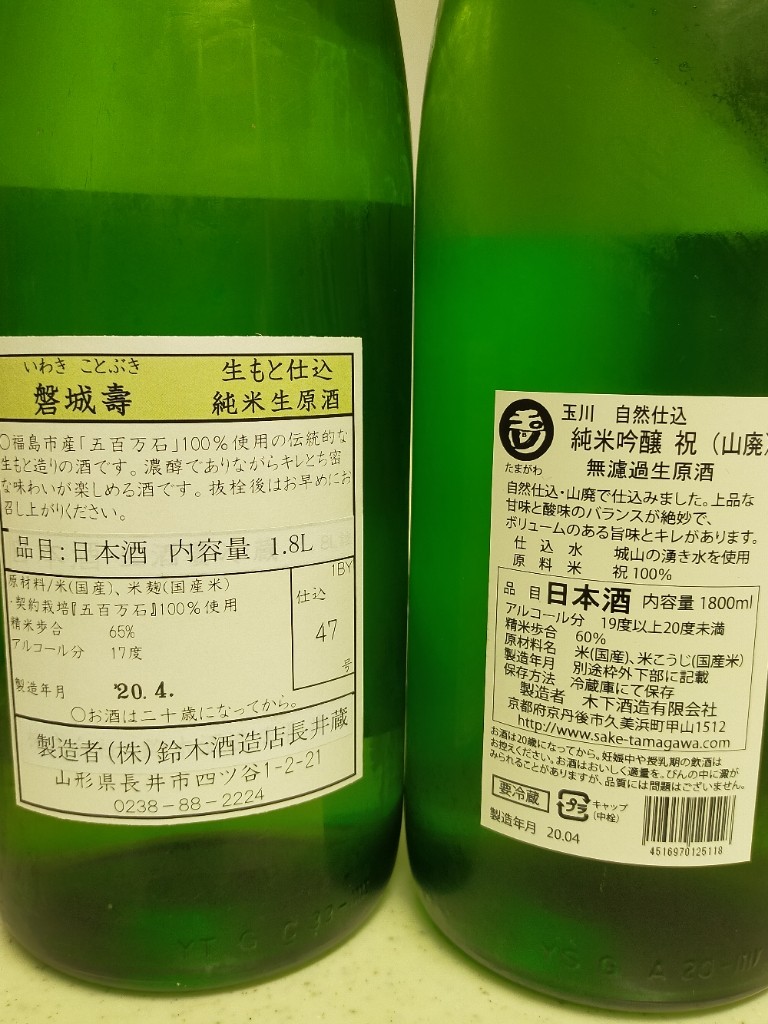 いわき ことぶき
磐城壽
生もと仕込
純米生原酒
○福島市産「五百万石」100%使用の伝統的な
生もと造りの酒です。濃醇でありながらキレとち密
な味わいが楽しめる酒です。抜栓後はお早めにお
召し上がりください。
品目:日本酒 内容量 1.8L
原材料/米(国産)、米麹(国産米)
・契約栽培『五百万石』100%使用
精米歩合 65%
アルコール分 17度
製造年月 '20.4.
1BY
仕込
47
号
○お酒は二十歳になってから。
製造者(株)鈴木酒造店長井蔵
山形県長井市四ツ谷1-2-21
0238-88-2224
たまがわ
玉川 自然仕込
純米吟醸 祝 (山廃)
無濾過生原酒
自然仕込・山廃で仕込みました。上品な
甘味と酸味のバランスが絶妙で、
ボリュームのある旨味とキレがあります。
仕込水 城山の湧き水を使用
原料米 祝100%
品目 日本酒 内容量 1800ml
アルコール分 19度以上20度未満
精米歩合 60%
原材料名 米(国産)、米こうじ(国産米)
製造年月 別途枠外下部に記載
保存方法 冷蔵庫にて保存
製造者 木下酒造有限会社
京都府京丹後市久美浜町甲山1512
http://www.sake-tamagawa.com
お酒は20歳になってから。妊娠中や授乳期の飲酒は
お控えください。お酒はおいしく適量を。びんの中に澱が
みられることがありますが、品質には問題はございません。
要冷蔵
プラ
キャップ
(中栓)
製造年月 20.04
4516970125118